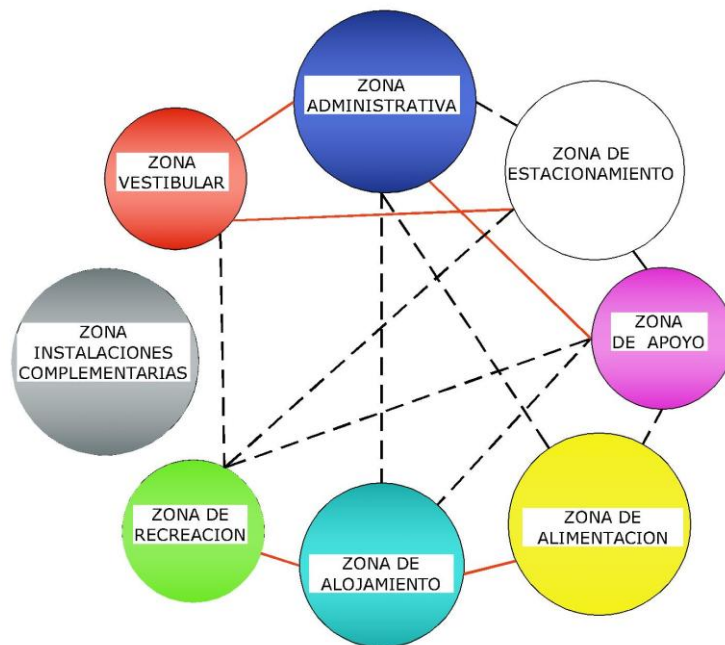 ZONA
ADMINISTRATIVA
ZONA
VESTIBULAR
ZONA DE
ESTACIONAMIENTO
ZONA
INSTALACIONES
COMPLEMENTARIAS
ZONA
DE APOYO
ZONA DE
RECREACION
ZONA DE
ALOJAMIENTO
ZONA DE
ALIMENTACION